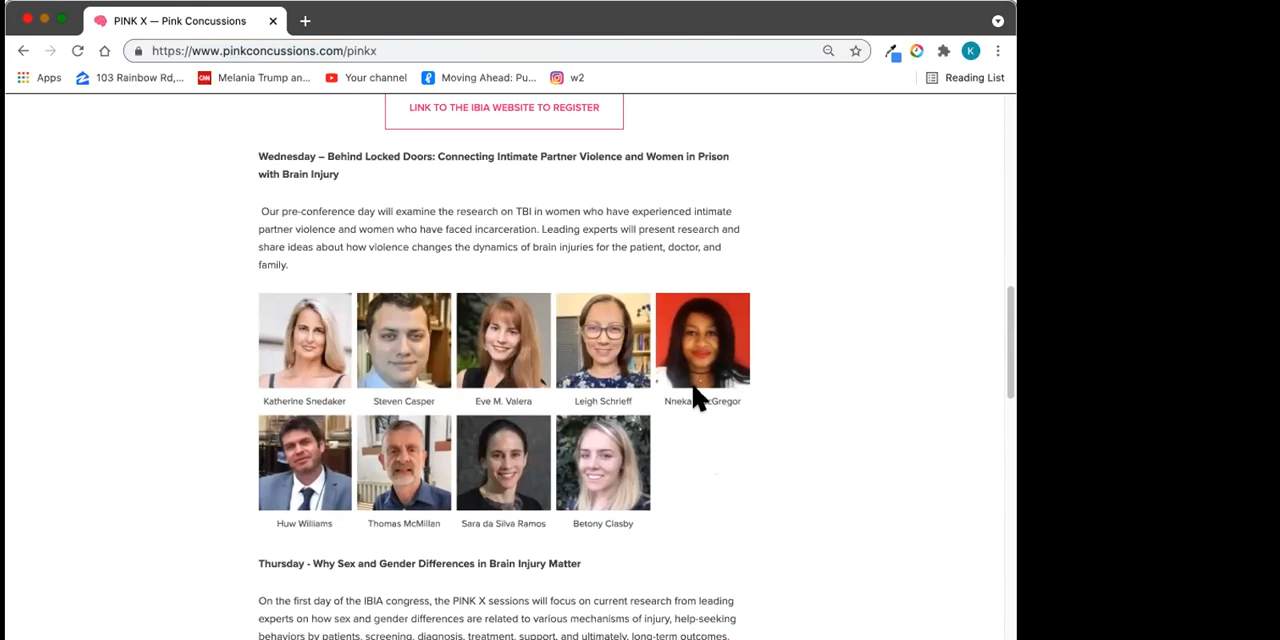 PINK X — Pink Concussions
https://www.pinkconcussions.com/pinkx
K
Apps
103 Rainbow Rd,...
CNN
Melania Trump an...
Your channel
Moving Ahead: Pu...
w2
Reading List
LINK TO THE IBIA WEBSITE TO REGISTER
Wednesday – Behind Locked Doors: Connecting Intimate Partner Violence and Women in Prison
with Brain Injury
Our pre-conference day will examine the research on TBI in women who have experienced intimate
partner violence and women who have faced incarceration. Leading experts will present research and
share ideas about how violence changes the dynamics of brain injuries for the patient, doctor, and
family.
Katherine Snedaker
Steven Casper
Eve M. Valera
Leigh Schrieff
Nneka
Huw Williams
Thomas McMillan
Sara da Silva Ramos
Betony Clasby
Thursday - Why Sex and Gender Differences in Brain Injury Matter
On the first day of the IBIA congress, the PINK X sessions will focus on current research from leading
experts on how sex and gender differences are related to various mechanisms of injury, help-seeking
behaviors by patients, screening, diagnosis, treatment, support, and ultimately, long-term outcomes.